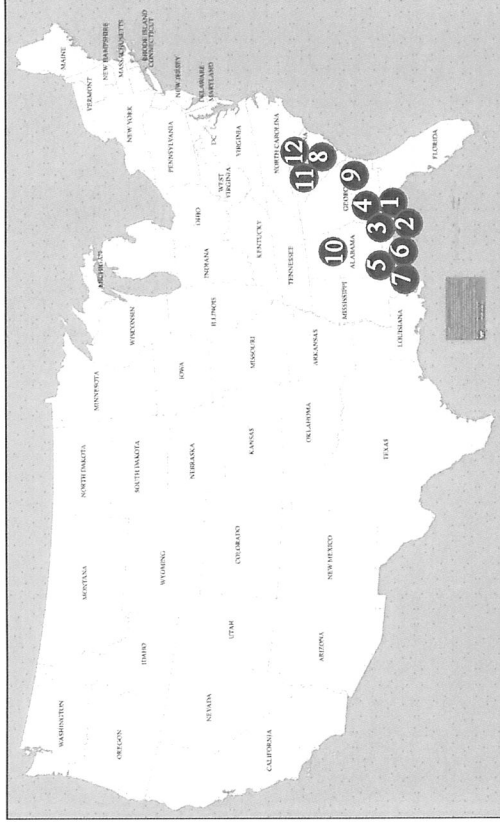 WASHINGTON
OREGON
CALIFORNIA
NEVADA
IDAHO
MONTANA
WYOMING
UTAH
ARIZONA
COLORADO
NEW MEXICO
NORTH DAKOTA
SOUTH DAKOTA
NEBRASKA
KANSAS
OKLAHOMA
TEXAS
MINNESOTA
IOWA
MISSOURI
ARKANSAS
LOUISIANA
WISCONSIN
ILLINOIS
MICHIGAN
INDIANA
OHIO
KENTUCKY
TENNESSEE
MISSISSIPPI
ALABAMA
FLORIDA
NORTH CAROLINA
VIRGINIA
WEST
VIRGINIA
DC
PENNSYLVANIA
NEW YORK
VERMONT
MAINE
NEW HAMPSHIRE
MASSACHUSETTS
RHODE ISLAND
CONNECTICUT
NEW JERSEY
DELAWARE
MARYLAND
12
11
8
9
10
4
3
1
2
5
6
7